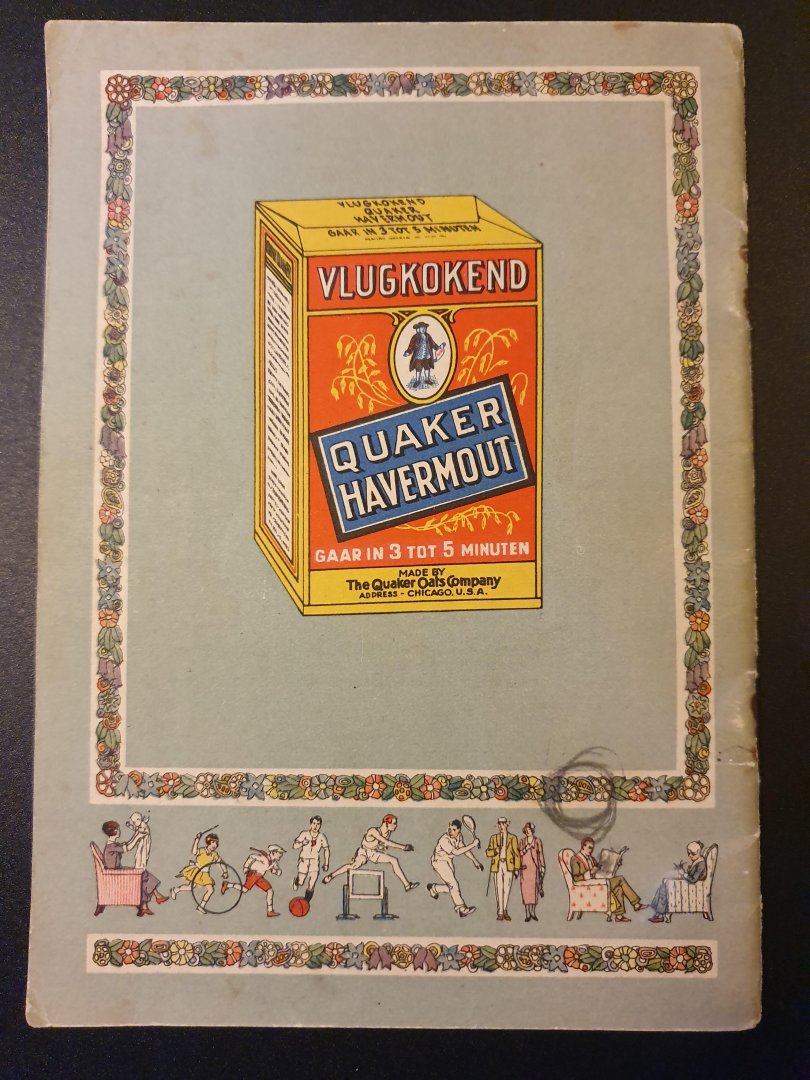 VLUGKOKEND
QUAKER
HAVERMOUT
GAAR IN 3 TOT 5 MINUTEN
VLUGKOKEND
QUAKER
HAVERMOUT
GAAR IN 3 TOT 5 MINUTEN
MADE BY
The Quaker Oats Company
ADDRESS - CHICAGO, U.S.A.